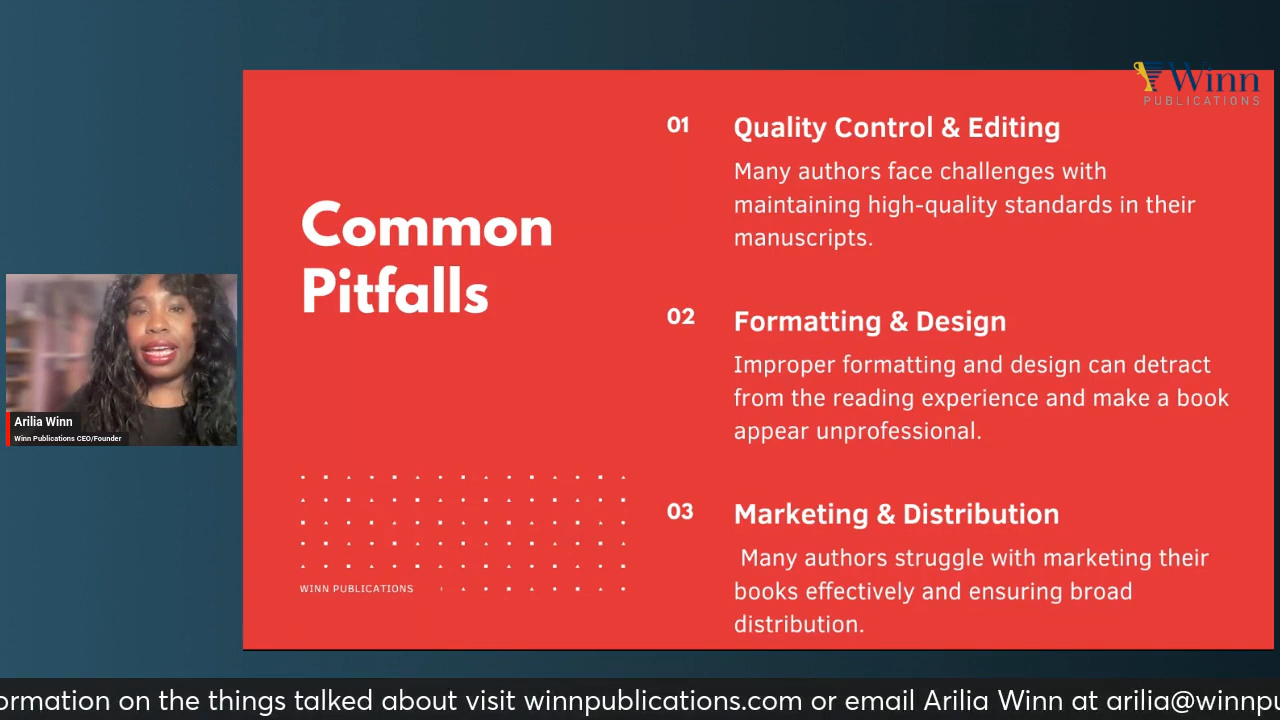 Winn
PUBLICATIONS
Common
Pitfalls
WINN PUBLICATIONS
01
Quality Control & Editing
Many authors face challenges with
maintaining high-quality standards in their
manuscripts.
02
Formatting & Design
Improper formatting and design can detract
from the reading experience and make a book
appear unprofessional.
03
Marketing & Distribution
Many authors struggle with marketing their
books effectively and ensuring broad
distribution.
Arilia Winn
Winn Publications CEO/Founder
ormation on the things talked about visit winnpublications.com or email Arilia Winn at arilia@winnpu